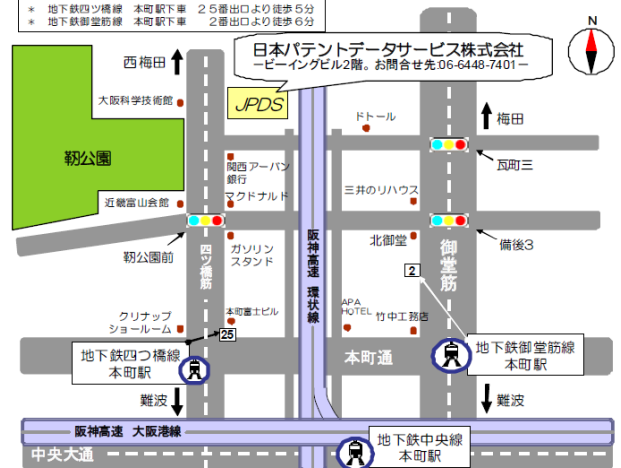 * 地下鉄四ツ橋線 本町駅下車 25番出口より徒歩5分
* 地下鉄御堂筋線 本町駅下車 2番出口より徒歩6分
N
日本パテントデータサービス株式会社
－ビーイングビル2階。お問合せ先:06-6448-7401－
西梅田
大阪科学技術館
JPDS
ドトール
梅田
靭公園
関西アーバン
銀行
瓦町三
近畿富山会館
マクドナルド
三井のリハウス
靭公園前
四ツ橋筋
ガソリン
スタンド
阪神高速 環状線
北御堂
御堂筋
備後3
2
クリナップ
ショールーム
本町富士ビル
25
APA
HOTEL
竹中工務店
地下鉄四つ橋線
本町駅
本町通
地下鉄御堂筋線
本町駅
難波
難波
阪神高速 大阪港線
中央大通
地下鉄中央線
本町駅